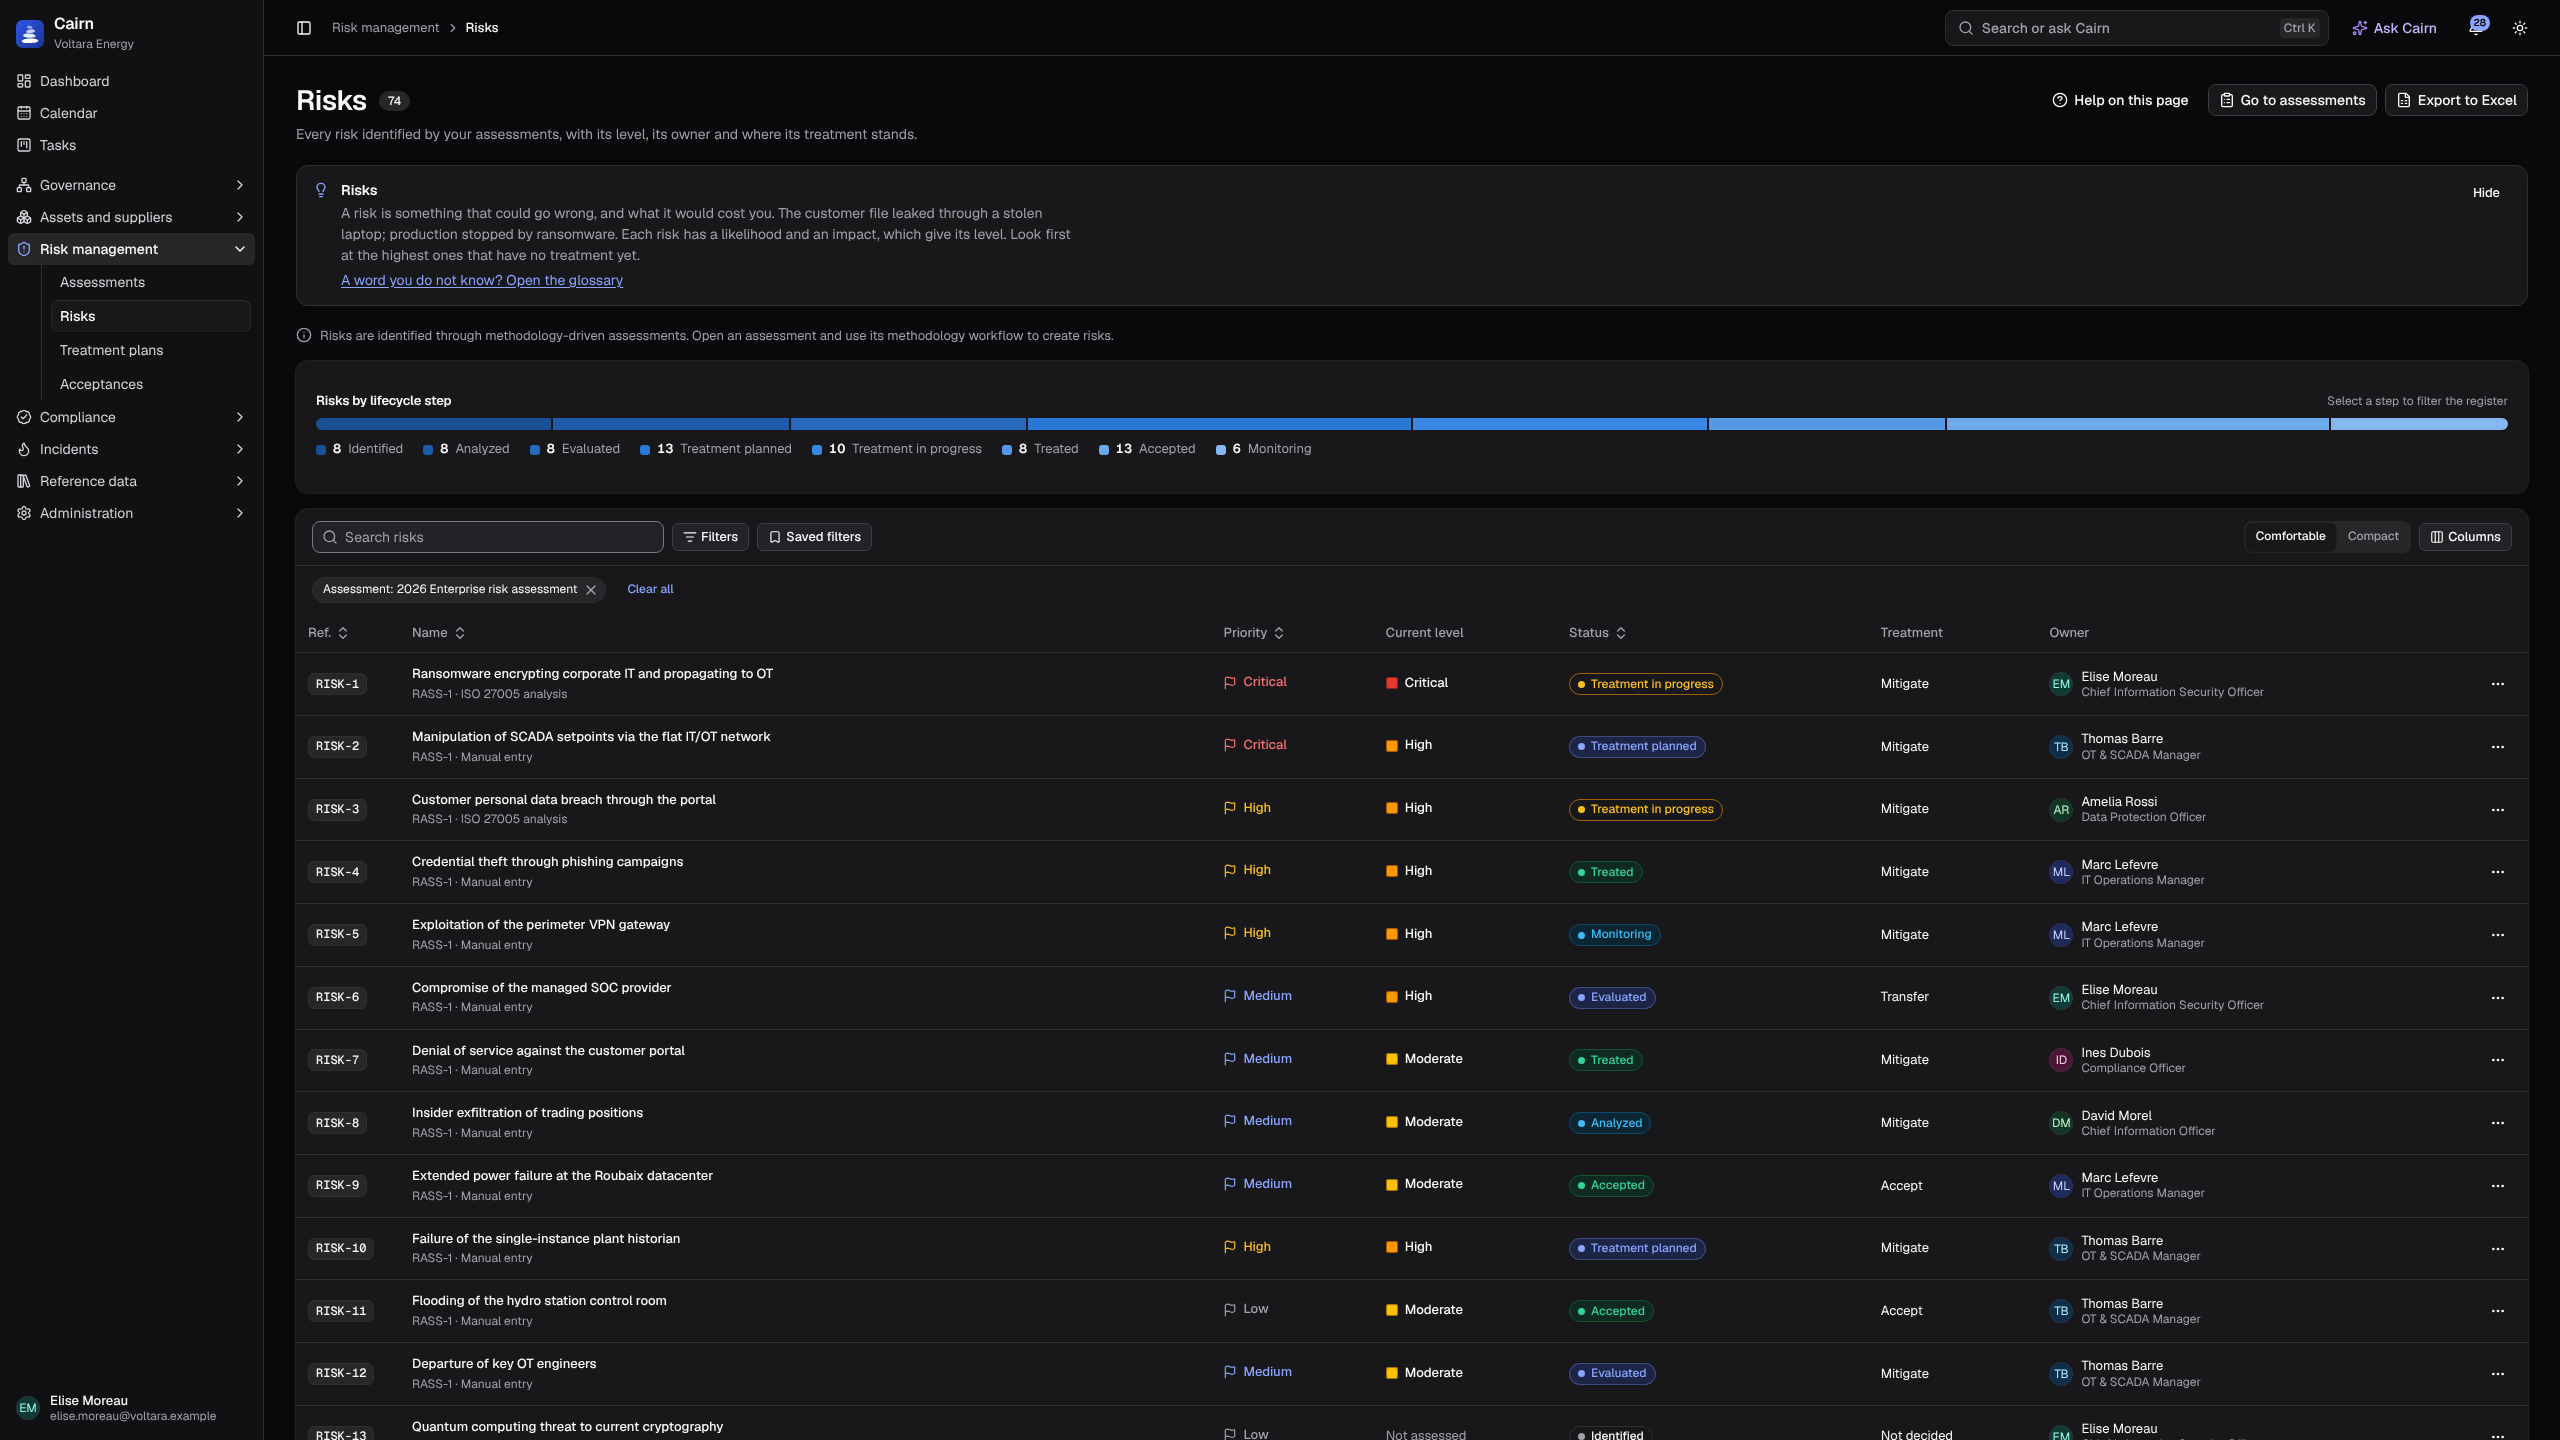 Cairn
Voltara Energy
Dashboard
Calendar
Tasks
Governance
Assets and suppliers
Risk management
Assessments
Risks
Treatment plans
Acceptances
Compliance
Incidents
Reference data
Administration
EM
Elise Moreau
elise.moreau@voltara.example
Risk management > Risks
Search or ask Cairn Ctrl K
Ask Cairn
28
Risks 74
Every risk identified by your assessments, with its level, its owner and where its treatment stands.
Help on this page
Go to assessments
Export to Excel
Risks
Hide
A risk is something that could go wrong, and what it would cost you. The customer file leaked through a stolen
laptop; production stopped by ransomware. Each risk has a likelihood and an impact, which give its level. Look first
at the highest ones that have no treatment yet.
A word you do not know? Open the glossary
Risks are identified through methodology-driven assessments. Open an assessment and use its methodology workflow to create risks.
Risks by lifecycle step
Select a step to filter the register
8 Identified 8 Analyzed 8 Evaluated 13 Treatment planned 10 Treatment in progress 8 Treated 13 Accepted 6 Monitoring
Search risks
Filters
Saved filters
Comfortable Compact
Columns
Assessment: 2026 Enterprise risk assessment
Clear all
Ref. Name Priority Current level Status Treatment Owner
RISK-1 Ransomware encrypting corporate IT and propagating to OT Critical Critical Treatment in progress Mitigate EM Elise Moreau
RASS-1 · ISO 27005 analysis Chief Information Security Officer
RISK-2 Manipulation of SCADA setpoints via the flat IT/OT network Critical High Treatment planned Mitigate TB Thomas Barre
RASS-1 · Manual entry OT & SCADA Manager
RISK-3 Customer personal data breach through the portal High High Treatment in progress Mitigate AR Amelia Rossi
RASS-1 · ISO 27005 analysis Data Protection Officer
RISK-4 Credential theft through phishing campaigns High High Treated Mitigate ML Marc Lefevre
RASS-1 · Manual entry IT Operations Manager
RISK-5 Exploitation of the perimeter VPN gateway High High Monitoring Mitigate ML Marc Lefevre
RASS-1 · Manual entry IT Operations Manager
RISK-6 Compromise of the managed SOC provider Medium High Evaluated Transfer EM Elise Moreau
RASS-1 · Manual entry Chief Information Security Officer
RISK-7 Denial of service against the customer portal Medium Moderate Treated Mitigate ID Ines Dubois
RASS-1 · Manual entry Compliance Officer
RISK-8 Insider exfiltration of trading positions Medium Moderate Analyzed Mitigate DM David Morel
RASS-1 · Manual entry Chief Information Officer
RISK-9 Extended power failure at the Roubaix datacenter Medium Moderate Accepted Accept ML Marc Lefevre
RASS-1 · Manual entry IT Operations Manager
RISK-10 Failure of the single-instance plant historian High High Treatment planned Mitigate TB Thomas Barre
RASS-1 · Manual entry OT & SCADA Manager
RISK-11 Flooding of the hydro station control room Low Moderate Accepted Accept TB Thomas Barre
RASS-1 · Manual entry OT & SCADA Manager
RISK-12 Departure of key OT engineers Medium Moderate Evaluated Mitigate TB Thomas Barre
RASS-1 · Manual entry OT & SCADA Manager
RISK-13 Quantum computing threat to current cryptography Low Not assessed Identified Not decided EM Elise Moreau